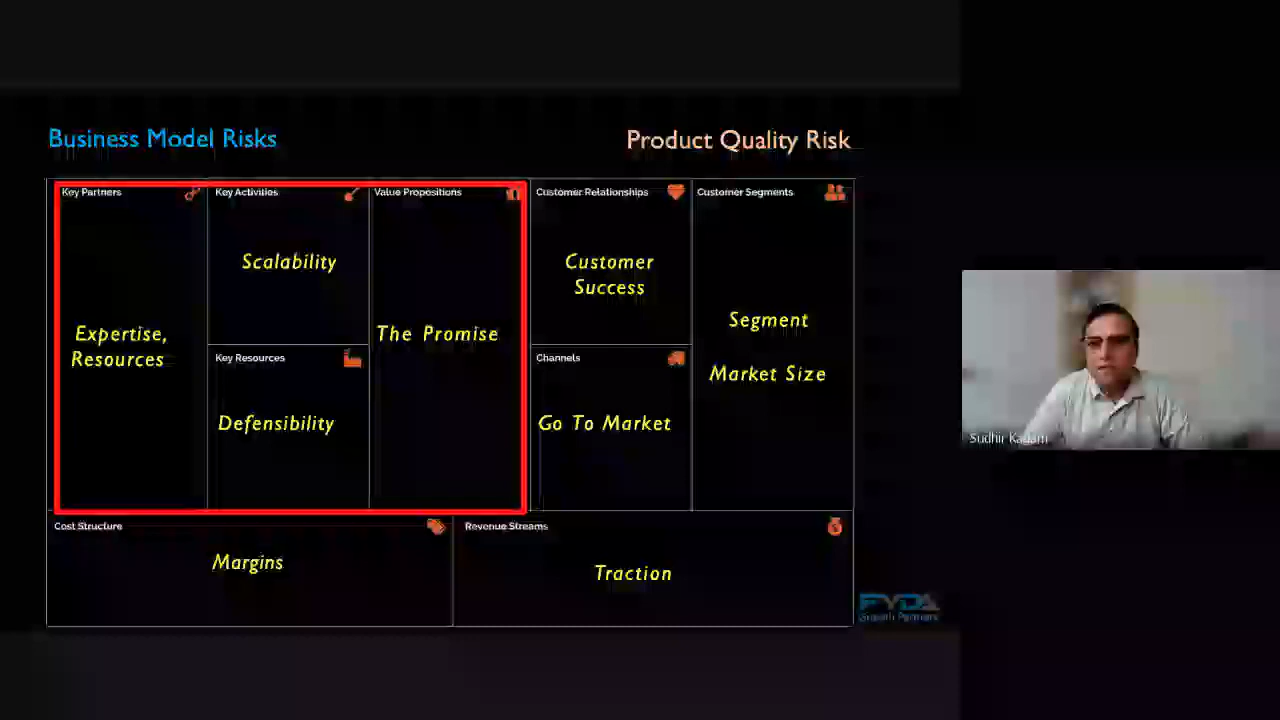 Business Model Risks
Product Quality Risk
Key Partners
Expertise,
Resources
Key Activities
Scalability
Key Resources
Defensibility
Value Propositions
The Promise
Customer Relationships
Customer
Success
Channels
Go To Market
Customer Segments
Segment
Market Size
Cost Structure
Margins
Revenue Streams
Traction
Growth Partners
Sudhir Kadam